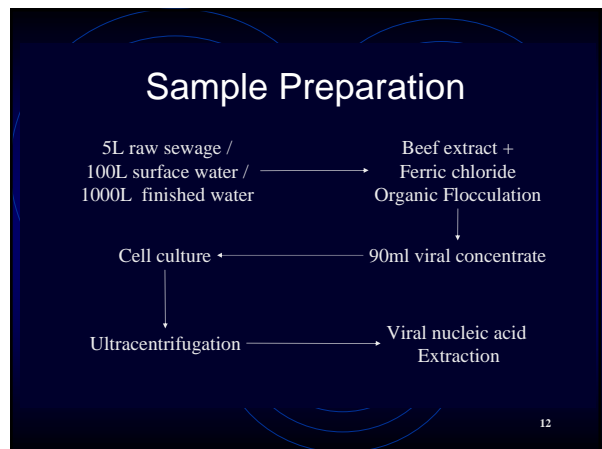 Sample Preparation
5L raw sewage /
100L surface water /
1000L finished water
Beef extract +
Ferric chloride
Organic Flocculation
90ml viral concentrate
Cell culture
Ultracentrifugation
Viral nucleic acid
Extraction
12